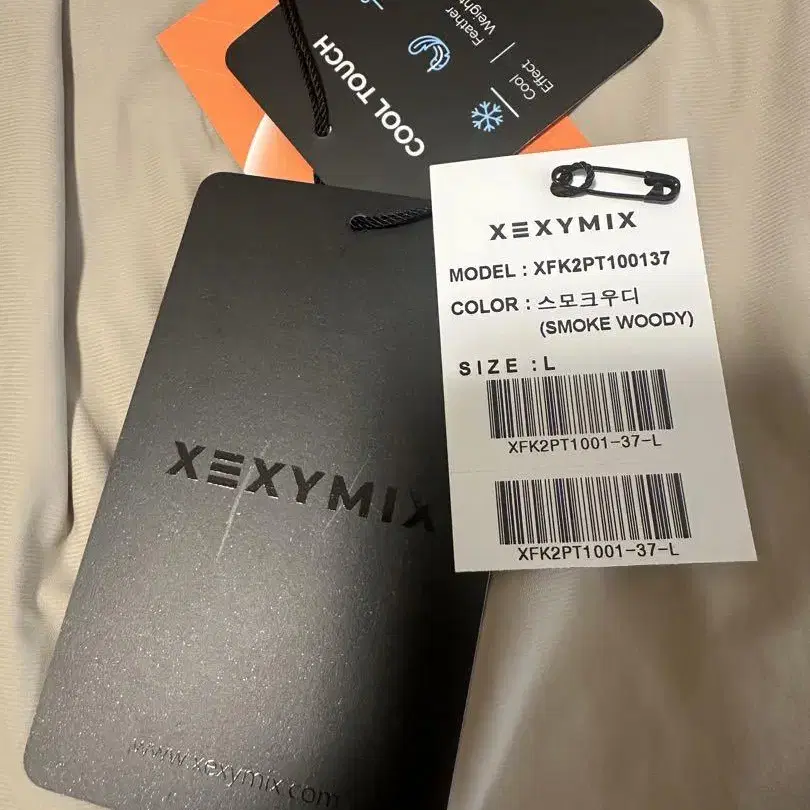 COOL TOUCH
Feather
Weight
Cool
Effect
XEXYMIX
MODEL : XFK2PT100137
COLOR : 스모크우디
(SMOKE WOODY)
SIZE : L
XFK2PT1001-37-L
XFK2PT1001-37-L
XEXYMIX
www.xexymix.com